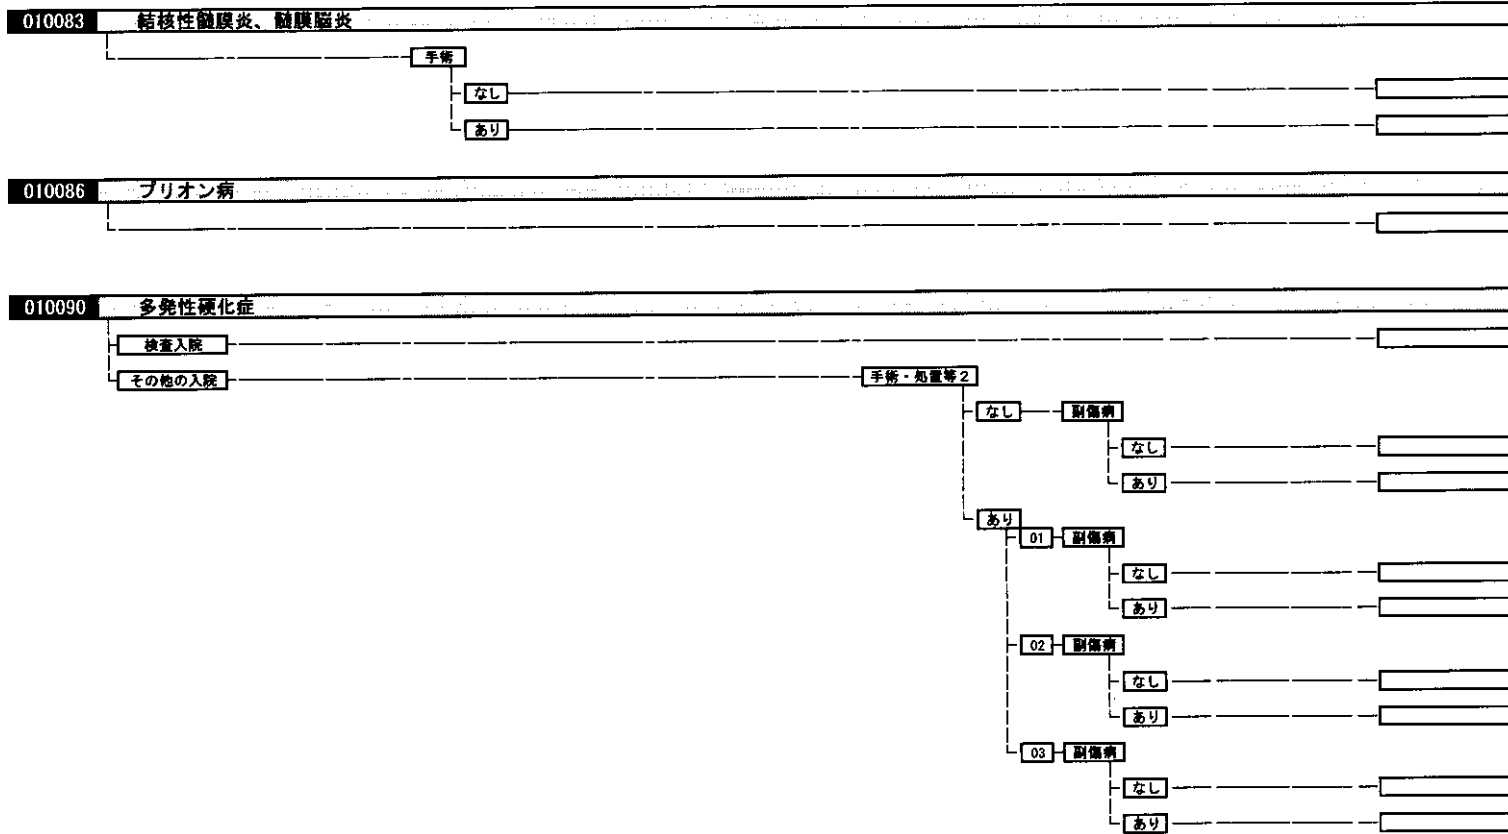 010083 結核性髄膜炎、髄膜脳炎
手術
なし
あり
010086 プリオン病
010090 多発性硬化症
検査入院
その他の入院 手術・処置等2
なし 副傷病
なし
あり
あり
01 副傷病
なし
あり
02 副傷病
なし
あり
03 副傷病
なし
あり